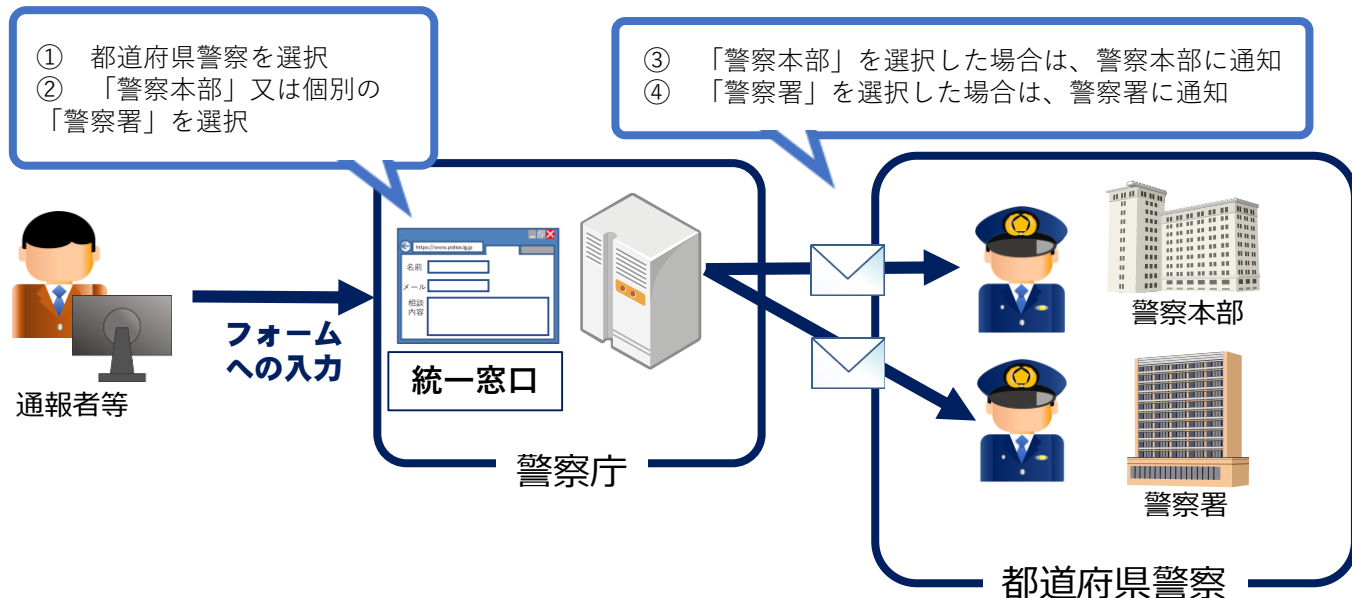 ① 都道府県警察を選択
② 「警察本部」又は個別の
「警察署」を選択
③ 「警察本部」を選択した場合は、警察本部に通知
④ 「警察署」を選択した場合は、警察署に通知
https://www.police.lg.jp
名前
メール
相談
内容
統一窓口
フォーム
への入力
通報者等
警察庁
警察本部
警察署
都道府県警察